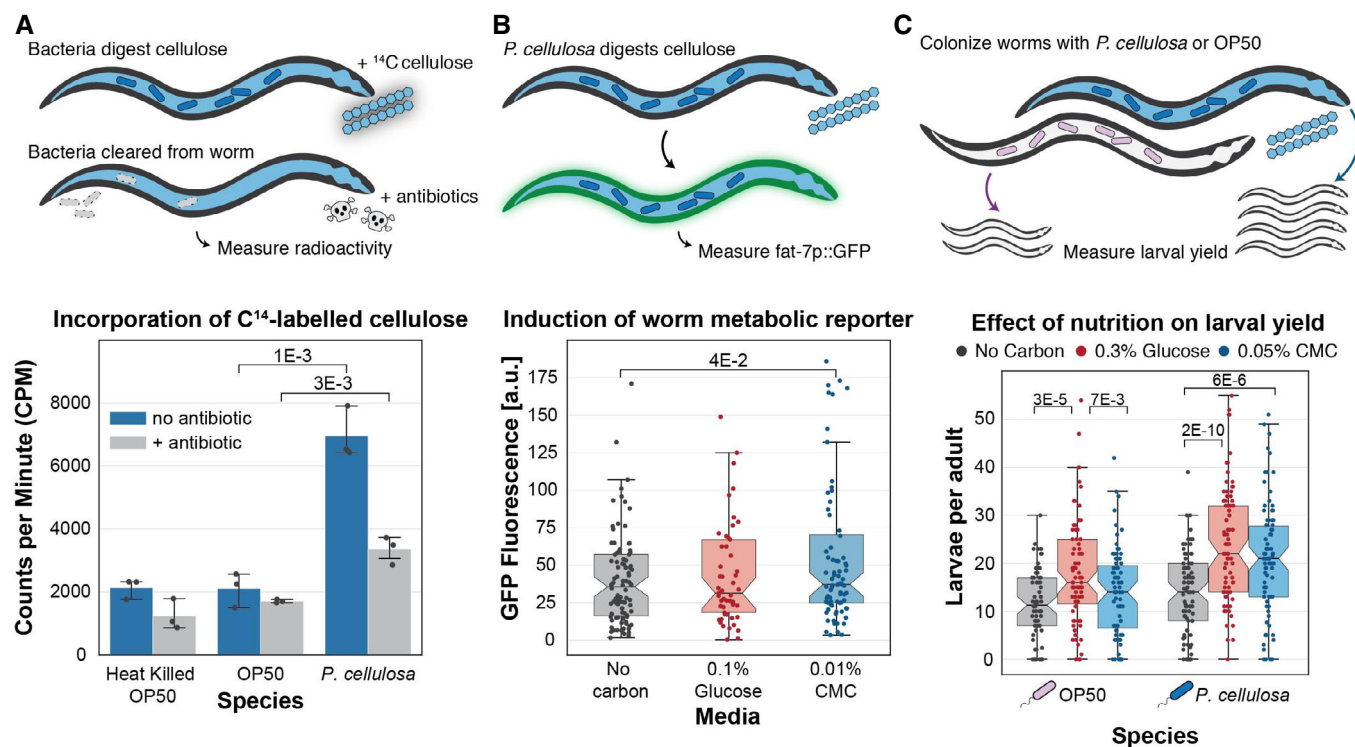 A
Bacteria digest cellulose
+ ¹⁴C cellulose
Bacteria cleared from worm
+ antibiotics
Measure radioactivity
Incorporation of C¹⁴-labelled cellulose
1E-3
3E-3
no antibiotic
+ antibiotic
Counts per Minute (CPM)
8000
6000
4000
2000
0
Heat Killed
OP50
OP50
P. cellulosa
Species
B
P. cellulosa digests cellulose
Measure fat-7p::GFP
Induction of worm metabolic reporter
4E-2
GFP Fluorescence [a.u.]
175
150
125
100
75
50
25
0
No
carbon
0.1%
Glucose
0.01%
CMC
Media
C
Colonize worms with P. cellulosa or OP50
Measure larval yield
Effect of nutrition on larval yield
No Carbon 0.3% Glucose 0.05% CMC
6E-6
3E-5
7E-3
2E-10
Larvae per adult
50
40
30
20
10
0
OP50
P. cellulosa
Species